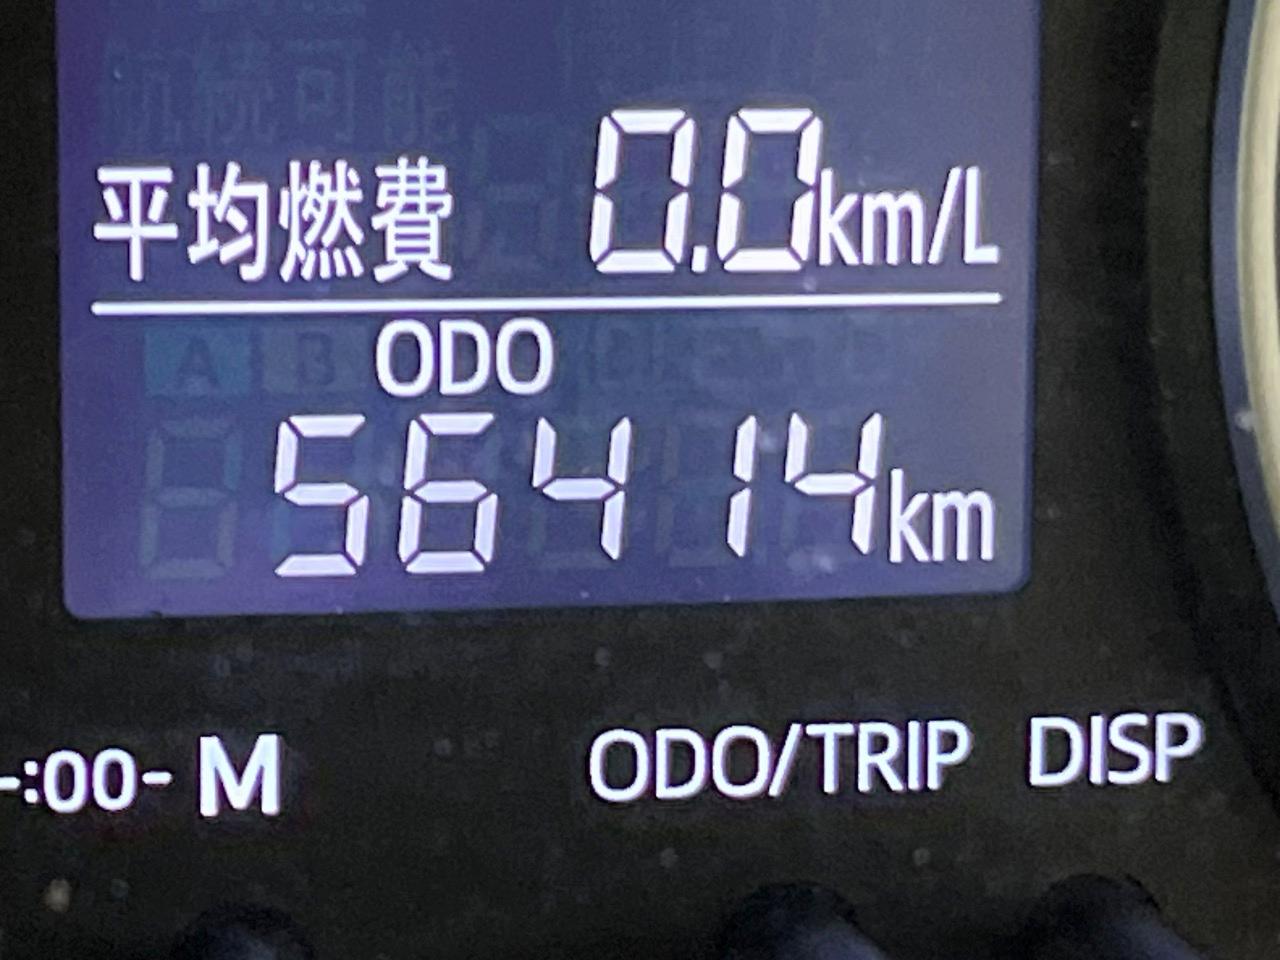 平均燃費 0.0km/L
ODO
56414km
-:00- M ODO/TRIP DISP